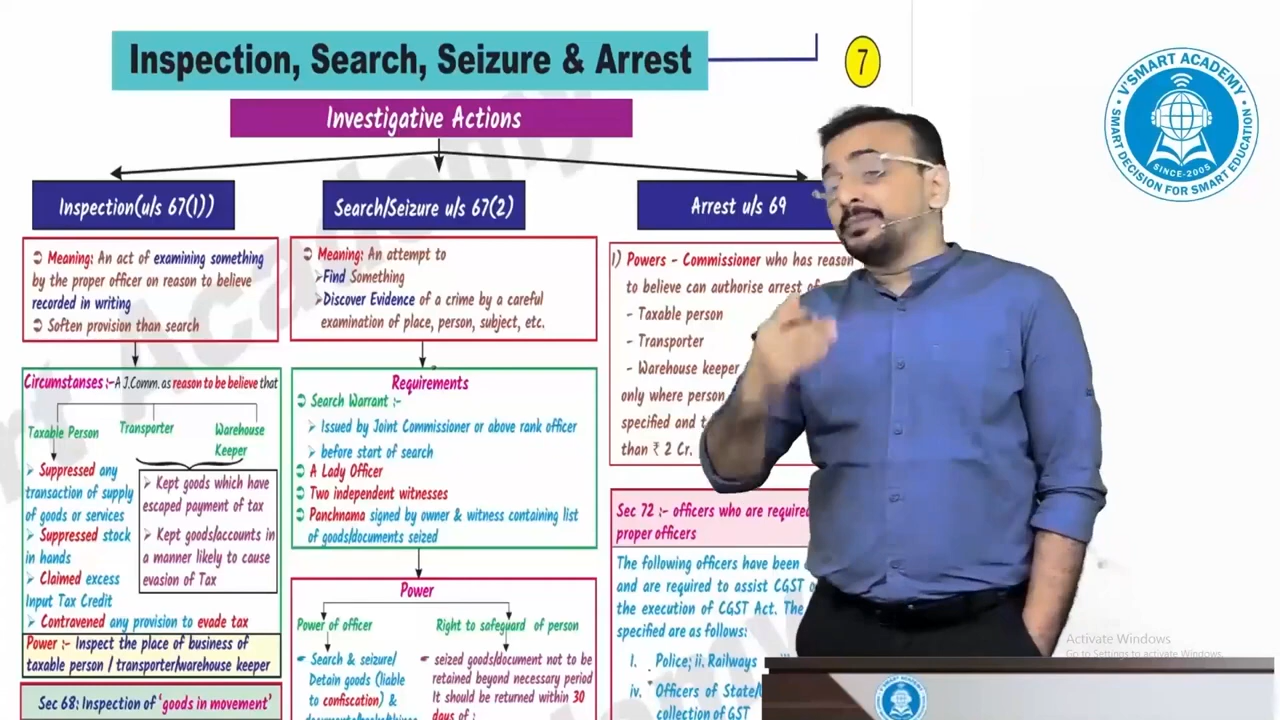 Inspection, Search, Seizure & Arrest
7
Investigative Actions
Inspection(u/s 67(1))
➲ Meaning: An act of examining something
by the proper officer on reason to believe
recorded in writing
➲ Soften provision than search
Circumstanses :-A J.Comm. as reason to be believe that
Taxable Person
Transporter
Warehouse
Keeper
➢ Suppressed any
transaction of supply
of goods or services
➢ Suppressed stock
in hands
➢ Claimed excess
Input Tax Credit
➢ Contravened any provision to evade tax
➢ Kept goods which have
escaped payment of tax
➢ Kept goods/accounts in
a manner likely to cause
evasion of Tax
Power :- Inspect the place of business of
taxable person / transporter/warehouse keeper
Sec 68: Inspection of 'goods in movement'
Search/Seizure u/s 67(2)
➲ Meaning: An attempt to
➢Find Something
➢Discover Evidence of a crime by a careful
examination of place, person, subject, etc.
Requirements
➲ Search Warrant :-
➢ Issued by Joint Commissioner or above rank officer
➢ before start of search
➲ A Lady Officer
➲ Two independent witnesses
➲ Panchnama signed by owner & witness containing list
of goods/documents seized
Power
Power of officer
Right to safeguard of person
Search & seizure/
Detain goods (liable
to confiscation) &
seized goods/document not to be
retained beyond necessary period
It should be returned within 30
days of :
Arrest u/s 69
1) Powers - Commissioner who has reason
to believe can authorise arrest of
- Taxable person
- Transporter
- Warehouse keeper
only where person
specified and
than ₹ 2 Cr.
Sec 72 :- officers who are required
proper officers
The following officers have been
and are required to assist CGST
the execution of CGST Act. The
specified are as follows:
i. Police; ii. Railways
iv. Officers of State/
collection of GST
V'SMART ACADEMY
SINCE-2005
SMART DECISION FOR SMART EDUCATION
Activate Windows
Go to Settings to activate Windows.